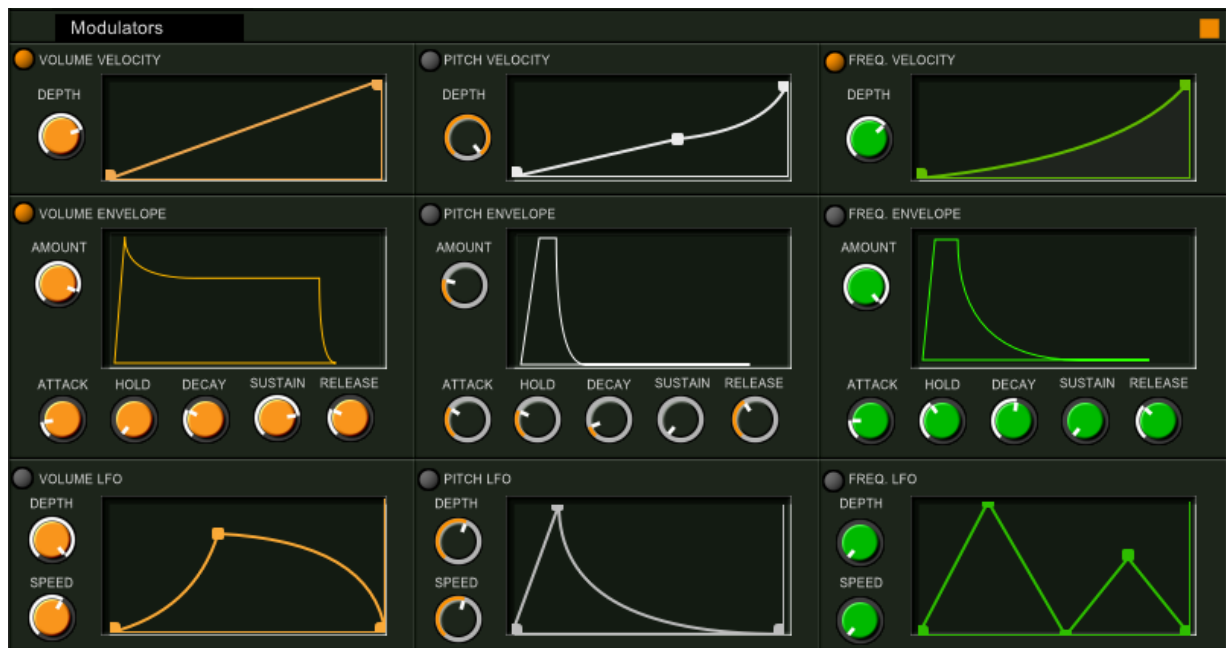 Modulators
VOLUME VELOCITY
DEPTH
PITCH VELOCITY
DEPTH
FREQ. VELOCITY
DEPTH
VOLUME ENVELOPE
AMOUNT
ATTACK HOLD DECAY SUSTAIN RELEASE
PITCH ENVELOPE
AMOUNT
ATTACK HOLD DECAY SUSTAIN RELEASE
FREQ. ENVELOPE
AMOUNT
ATTACK HOLD DECAY SUSTAIN RELEASE
VOLUME LFO
DEPTH
SPEED
PITCH LFO
DEPTH
SPEED
FREQ. LFO
DEPTH
SPEED